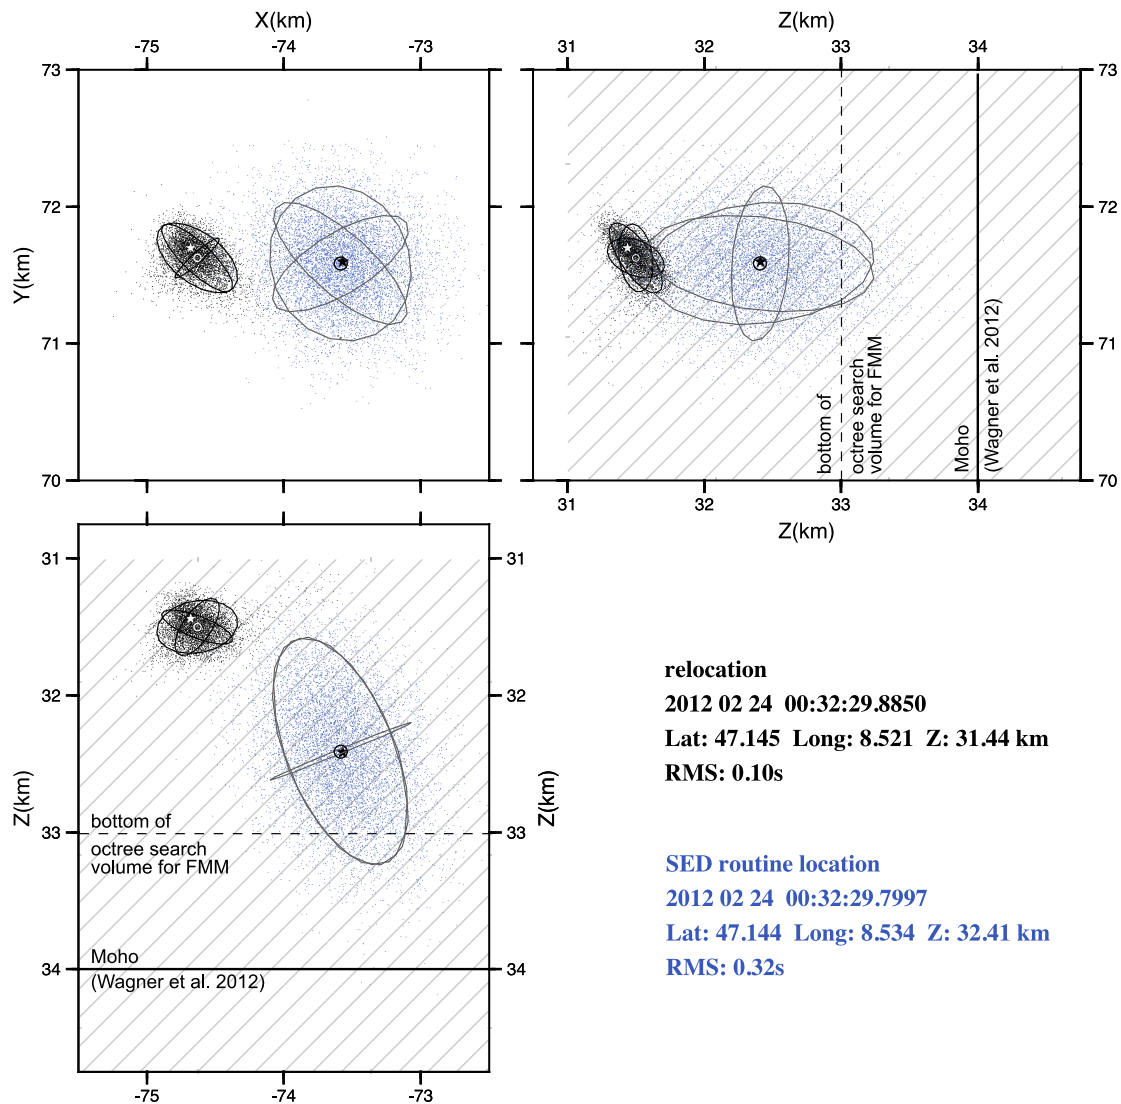 X(km)
Z(km)
-75
-74
-73
31
32
33
34
73
73
72
72
Y(km)
71
71
70
70
bottom of
octree search
volume for FMM
Moho
(Wagner et al. 2012)
31
32
33
34
Z(km)
31
31
32
32
Z(km)
Z(km)
33
33
34
34
bottom of
octree search
volume for FMM
Moho
(Wagner et al. 2012)
-75
-74
-73
relocation
2012 02 24 00:32:29.8850
Lat: 47.145 Long: 8.521 Z: 31.44 km
RMS: 0.10s
SED routine location
2012 02 24 00:32:29.7997
Lat: 47.144 Long: 8.534 Z: 32.41 km
RMS: 0.32s